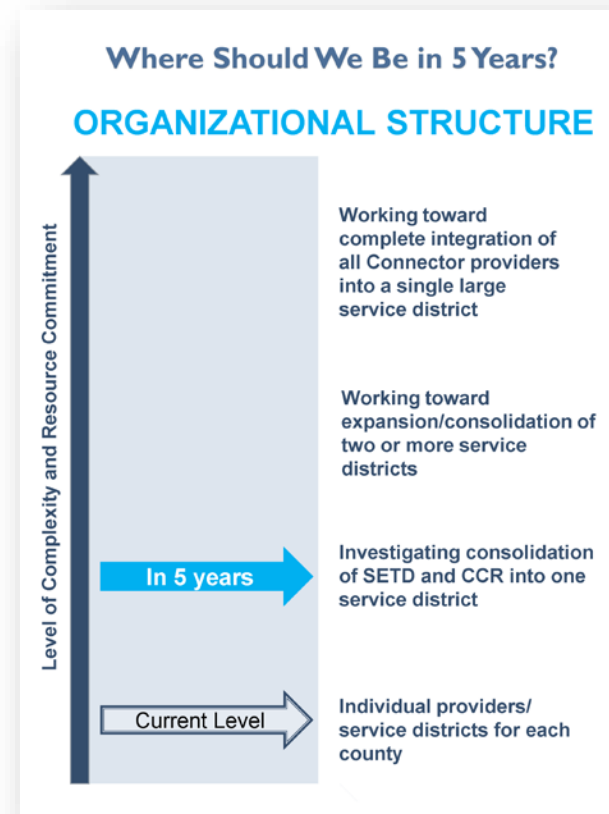 Where Should We Be in 5 Years?
ORGANIZATIONAL STRUCTURE
Level of Complexity and Resource Commitment
Working toward
complete integration of
all Connector providers
into a single large
service district
Working toward
expansion/consolidation of
two or more service
districts
In 5 years
Investigating consolidation
of SETD and CCR into one
service district
Current Level
Individual providers/
service districts for each
county